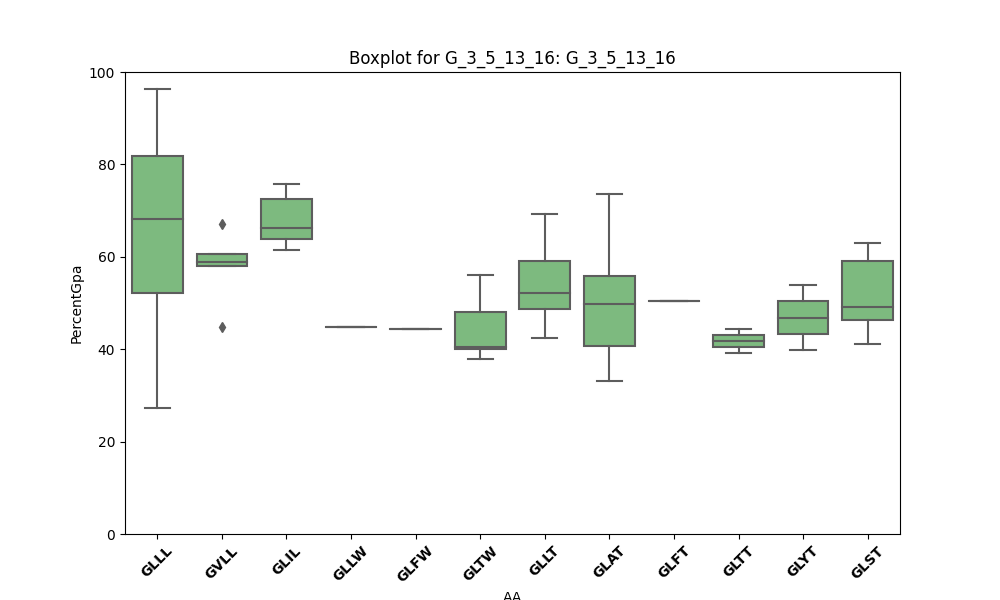 Boxplot for G_3_5_13_16: G_3_5_13_16
100
80
60
40
20
0
PercentGpa
GLLL
GVLL
GLIL
GLLW
GLFW
GLTW
GLLT
GLAT
GLFT
GLTT
GLYT
GLST
AA